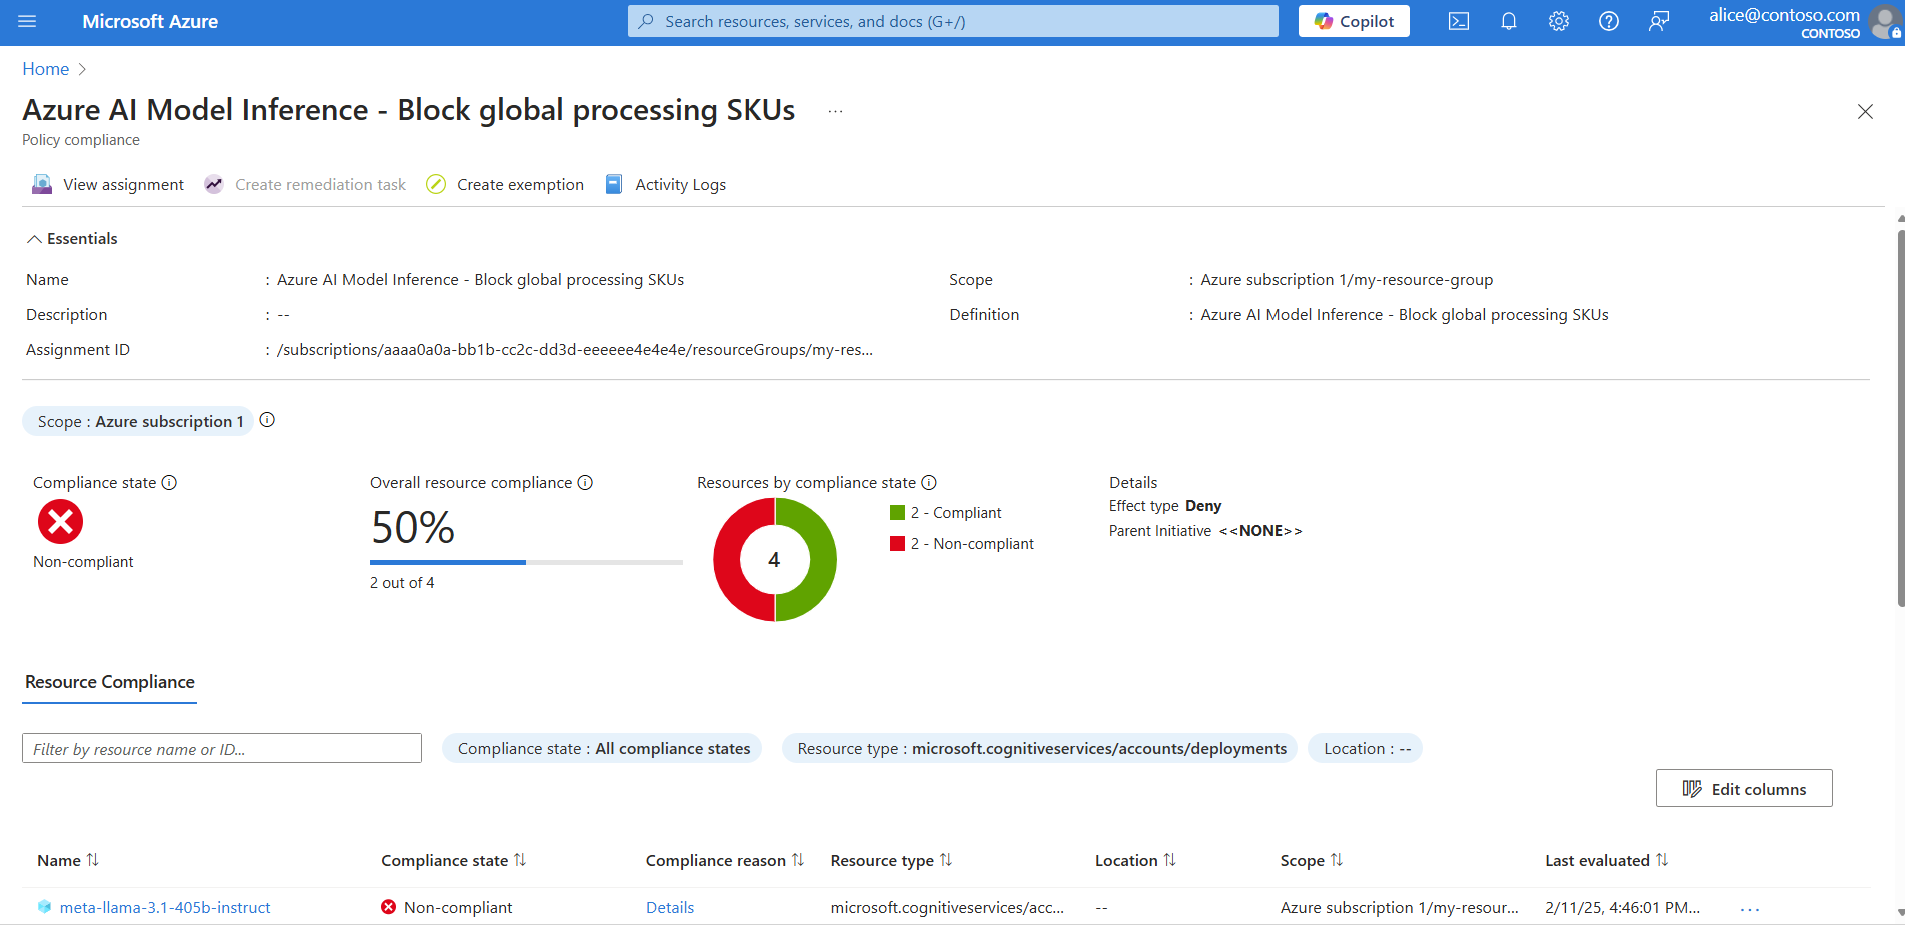 Microsoft Azure
Search resources, services, and docs (G+/)
Copilot
alice@contoso.com
CONTOSO
Home
Azure AI Model Inference - Block global processing SKUs ...
Policy compliance
View assignment
Create remediation task
Create exemption
Activity Logs
Essentials
Name : Azure AI Model Inference - Block global processing SKUs
Scope : Azure subscription 1/my-resource-group
Description : --
Definition : Azure AI Model Inference - Block global processing SKUs
Assignment ID : /subscriptions/aaaa0a0a-bb1b-cc2c-dd3d-eeeeee4e4e4e/resourceGroups/my-res...
Scope : Azure subscription 1
Compliance state
Non-compliant
Overall resource compliance
50%
2 out of 4
Resources by compliance state
4
2 - Compliant
2 - Non-compliant
Details
Effect type Deny
Parent Initiative <<NONE>>
Resource Compliance
Filter by resource name or ID...
Compliance state : All compliance states
Resource type : microsoft.cognitiveservices/accounts/deployments
Location : --
Edit columns
Name Compliance state Compliance reason Resource type Location Scope Last evaluated
meta-llama-3.1-405b-instruct Non-compliant Details microsoft.cognitiveservices/acc... -- Azure subscription 1/my-resour... 2/11/25, 4:46:01 PM... ...